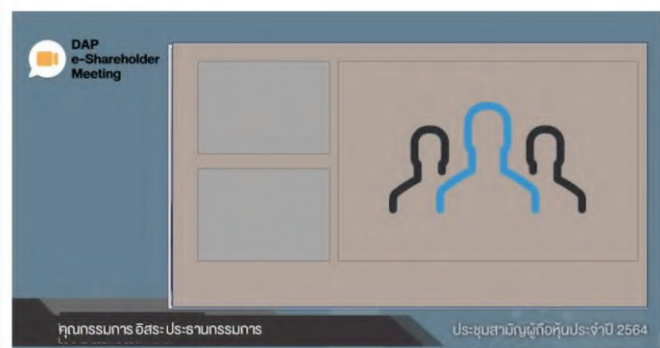 DAP
e-Shareholder
Meeting
คุณกรรมการ อิสระ ประธานกรรมการ
ประชุมสามัญผู้ถือหุ้นประจำปี 2564